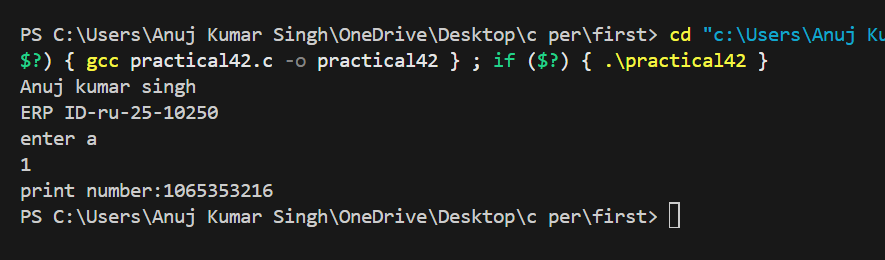 PS C:\Users\Anuj Kumar Singh\OneDrive\Desktop\c per\first> cd "c:\Users\Anuj Ku
$?) { gcc practical42.c -o practical42 } ; if ($?) { .\practical42 }
Anuj kumar singh
ERP ID-ru-25-10250
enter a
1
print number:1065353216
PS C:\Users\Anuj Kumar Singh\OneDrive\Desktop\c per\first>